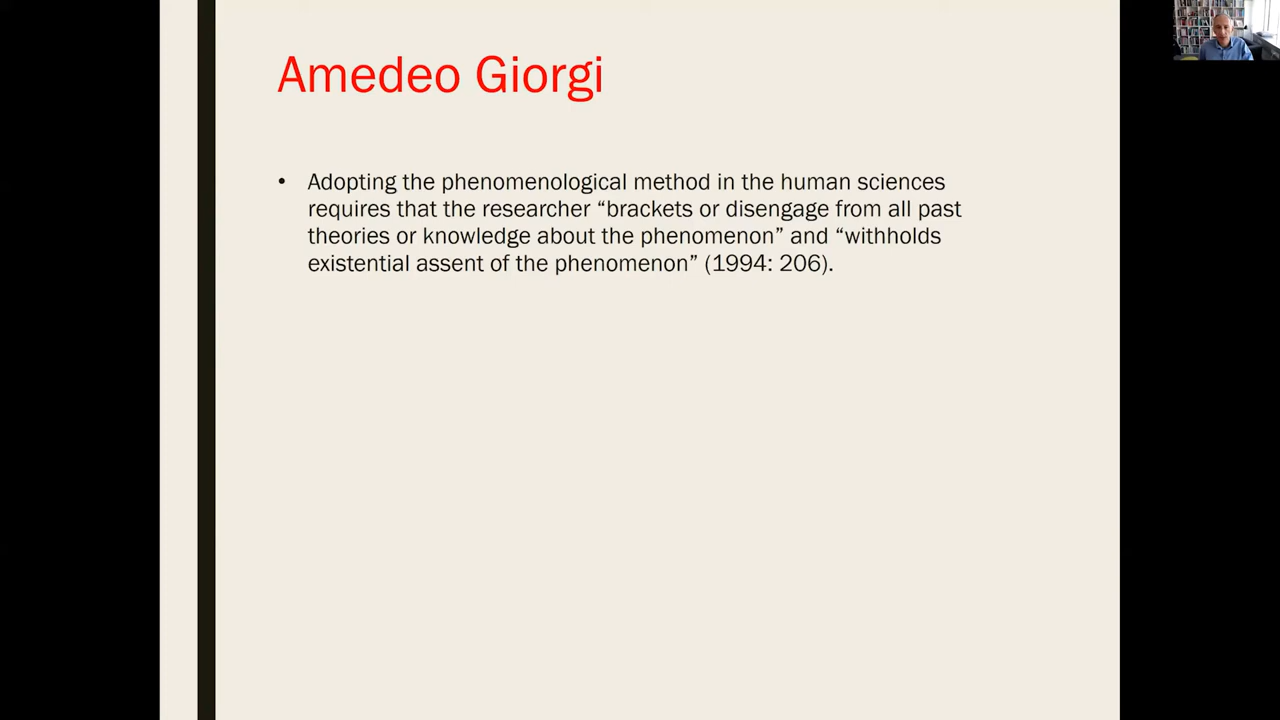 Amedeo Giorgi
• Adopting the phenomenological method in the human sciences
requires that the researcher “brackets or disengage from all past
theories or knowledge about the phenomenon” and “withholds
existential assent of the phenomenon” (1994: 206).